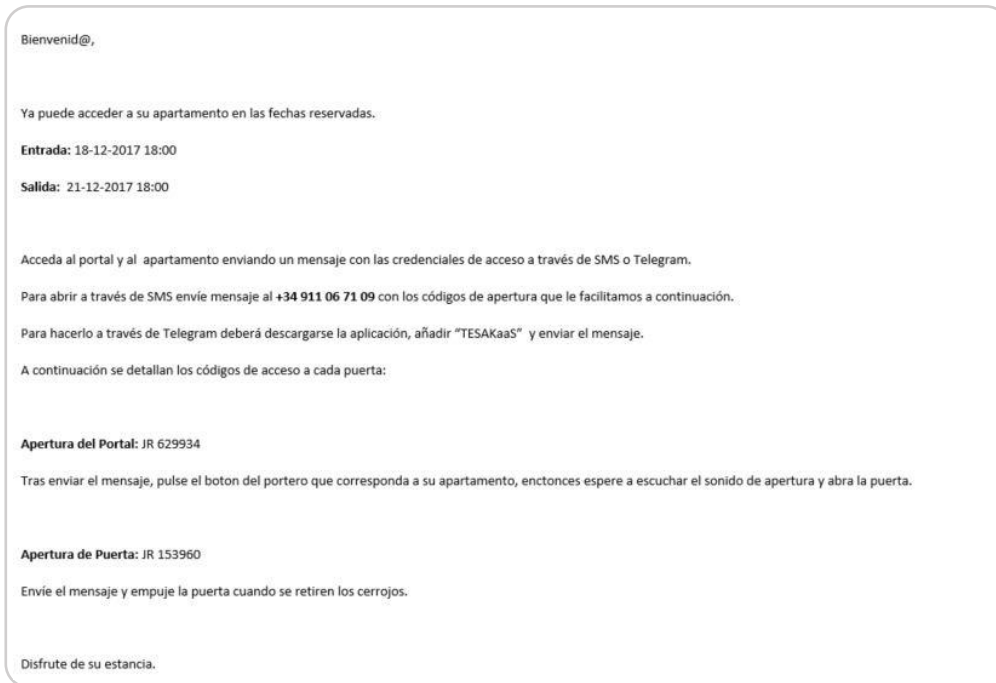 Bienvenid@,
Ya puede acceder a su apartamento en las fechas reservadas.
Entrada: 18-12-2017 18:00
Salida: 21-12-2017 18:00
Acceda al portal y al apartamento enviando un mensaje con las credenciales de acceso a través de SMS o Telegram.
Para abrir a través de SMS envíe mensaje al +34 911 06 71 09 con los códigos de apertura que le facilitamos a continuación.
Para hacerlo a través de Telegram deberá descargarse la aplicación, añadir “TESAKaaS” y enviar el mensaje.
A continuación se detallan los códigos de acceso a cada puerta:
Apertura del Portal: JR 629934
Tras enviar el mensaje, pulse el boton del portero que corresponda a su apartamento, enctonces espere a escuchar el sonido de apertura y abra la puerta.
Apertura de Puerta: JR 153960
Envíe el mensaje y empuje la puerta cuando se retiren los cerrojos.
Disfrute de su estancia.